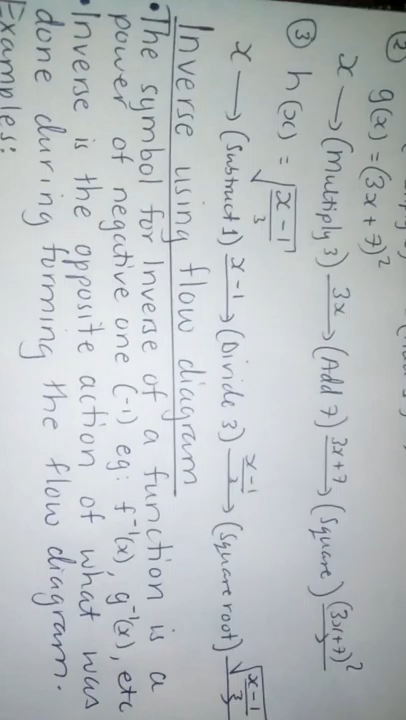 ② g(x) = (3x + 7)²
x → (Multiply 3) 3x → (Add 7) 3x+7 → (Square) (3x+7)² →
③ h(x) = √((x-1)/3)
x → (Subtract 1) x-1 → (Divide 3) x-1 → (Square root) √((x-1)/3) →
Inverse using flow diagram
• The symbol for Inverse of a function is a
power of negative one (-1) eg: f⁻¹(x), g⁻¹(x), etc
• Inverse is the opposite action of what was
done during forming the flow diagram.
Examples: